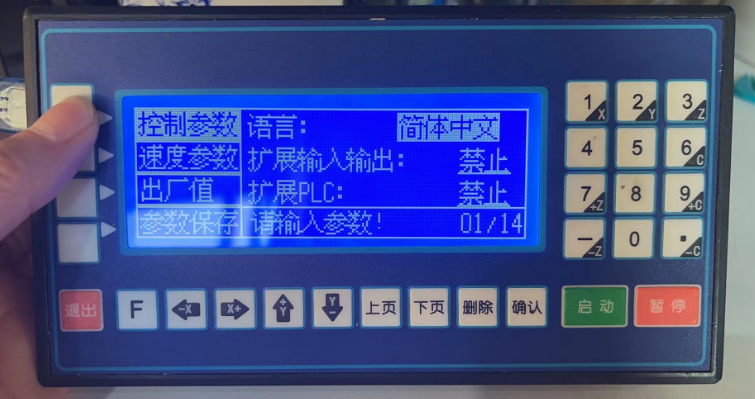 控制参数 语言： 简体中文
速度参数 扩展输入输出： 禁止
出厂值 扩展PLC： 禁止
参数保存 请输入参数！ 01/14
1 X 2 Y 3 Z
4 5 6 C
7 +Z 8 9 +C
— -Z 0 . -C
退出 F -X X+ +Y Y- 上页 下页 删除 确认 启动 暂停